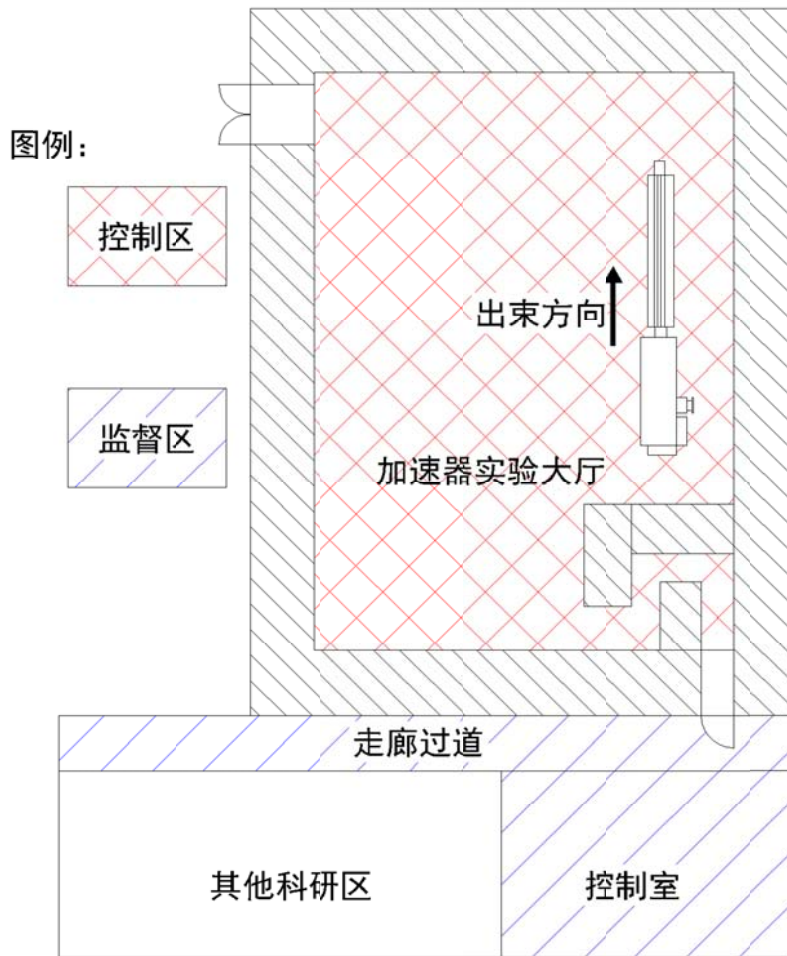 图例：
控制区
出束方向
监督区
加速器实验大厅
走廊过道
其他科研区
控制室